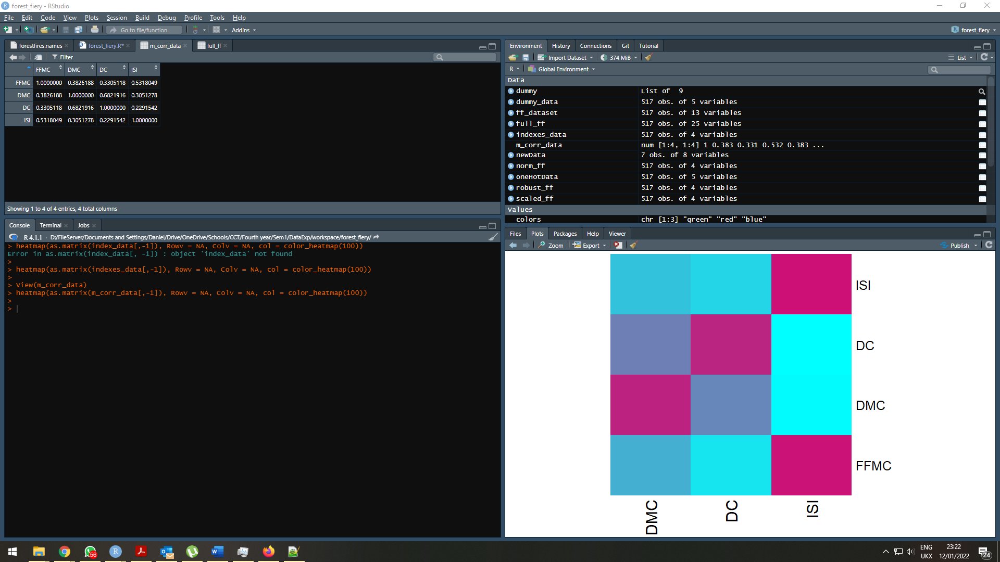 forest_fiery - RStudio
File Edit Code View Plots Session Build Debug Profile Tools Help
Go to file/function Addins forest_fiery
forestfires.names forest_fiery.R* m_corr_data full_ff
Filter
FFMC DMC DC ISI
FFMC 1.0000000 0.3826188 0.3305118 0.5318049
DMC 0.3826188 1.0000000 0.6821916 0.3051278
DC 0.3305118 0.6821916 1.0000000 0.2291542
ISI 0.5318049 0.3051278 0.2291542 1.0000000
Showing 1 to 4 of 4 entries, 4 total columns
Console Terminal Jobs
R 4.1.1 · D:/FileServer/Documents and Settings/Daniel/Drive/OneDrive/Schools/CCT/Fourth year/Sem1/DataExp/workspace/forest_fiery/
> heatmap(as.matrix(index_data[,-1]), Rowv = NA, Colv = NA, col = color_heatmap(100))
Error in as.matrix(index_data[, -1]) : object 'index_data' not found
>
> heatmap(as.matrix(indexes_data[,-1]), Rowv = NA, Colv = NA, col = color_heatmap(100))
>
> View(m_corr_data)
> heatmap(as.matrix(m_corr_data[,-1]), Rowv = NA, Colv = NA, col = color_heatmap(100))
>
>
Environment History Connections Git Tutorial
Import Dataset 374 MiB List
R Global Environment
Data
dummy List of 9
dummy_data 517 obs. of 5 variables
ff_dataset 517 obs. of 13 variables
full_ff 517 obs. of 25 variables
indexes_data 517 obs. of 4 variables
m_corr_data num [1:4, 1:4] 1 0.383 0.331 0.532 0.383 ...
newData 7 obs. of 8 variables
norm_ff 517 obs. of 4 variables
oneHotData 517 obs. of 5 variables
robust_ff 517 obs. of 4 variables
scaled_ff 517 obs. of 4 variables
Values
colors chr [1:3] "green" "red" "blue"
Files Plots Packages Help Viewer
Zoom Export Publish
ISI
DC
DMC
FFMC
DMC DC ISI
56
ENG
UKX
23:22
12/01/2022
24